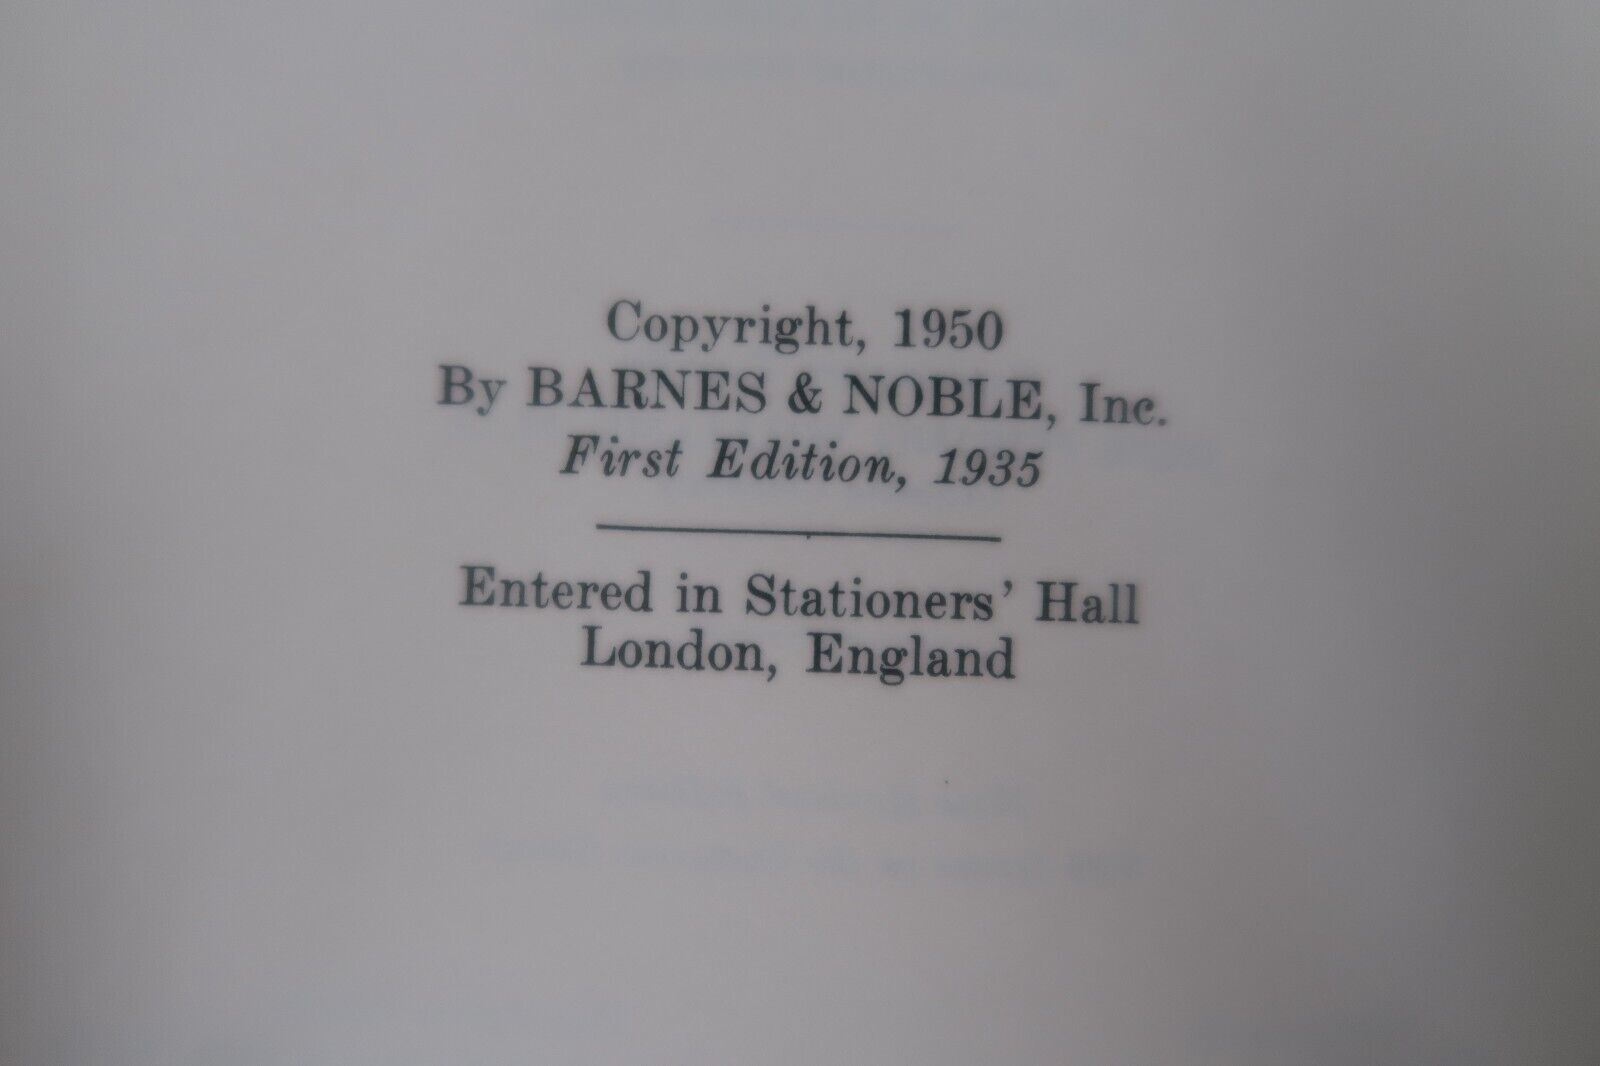 Copyright, 1950
By BARNES & NOBLE, Inc.
First Edition, 1935
Entered in Stationers' Hall
London, England